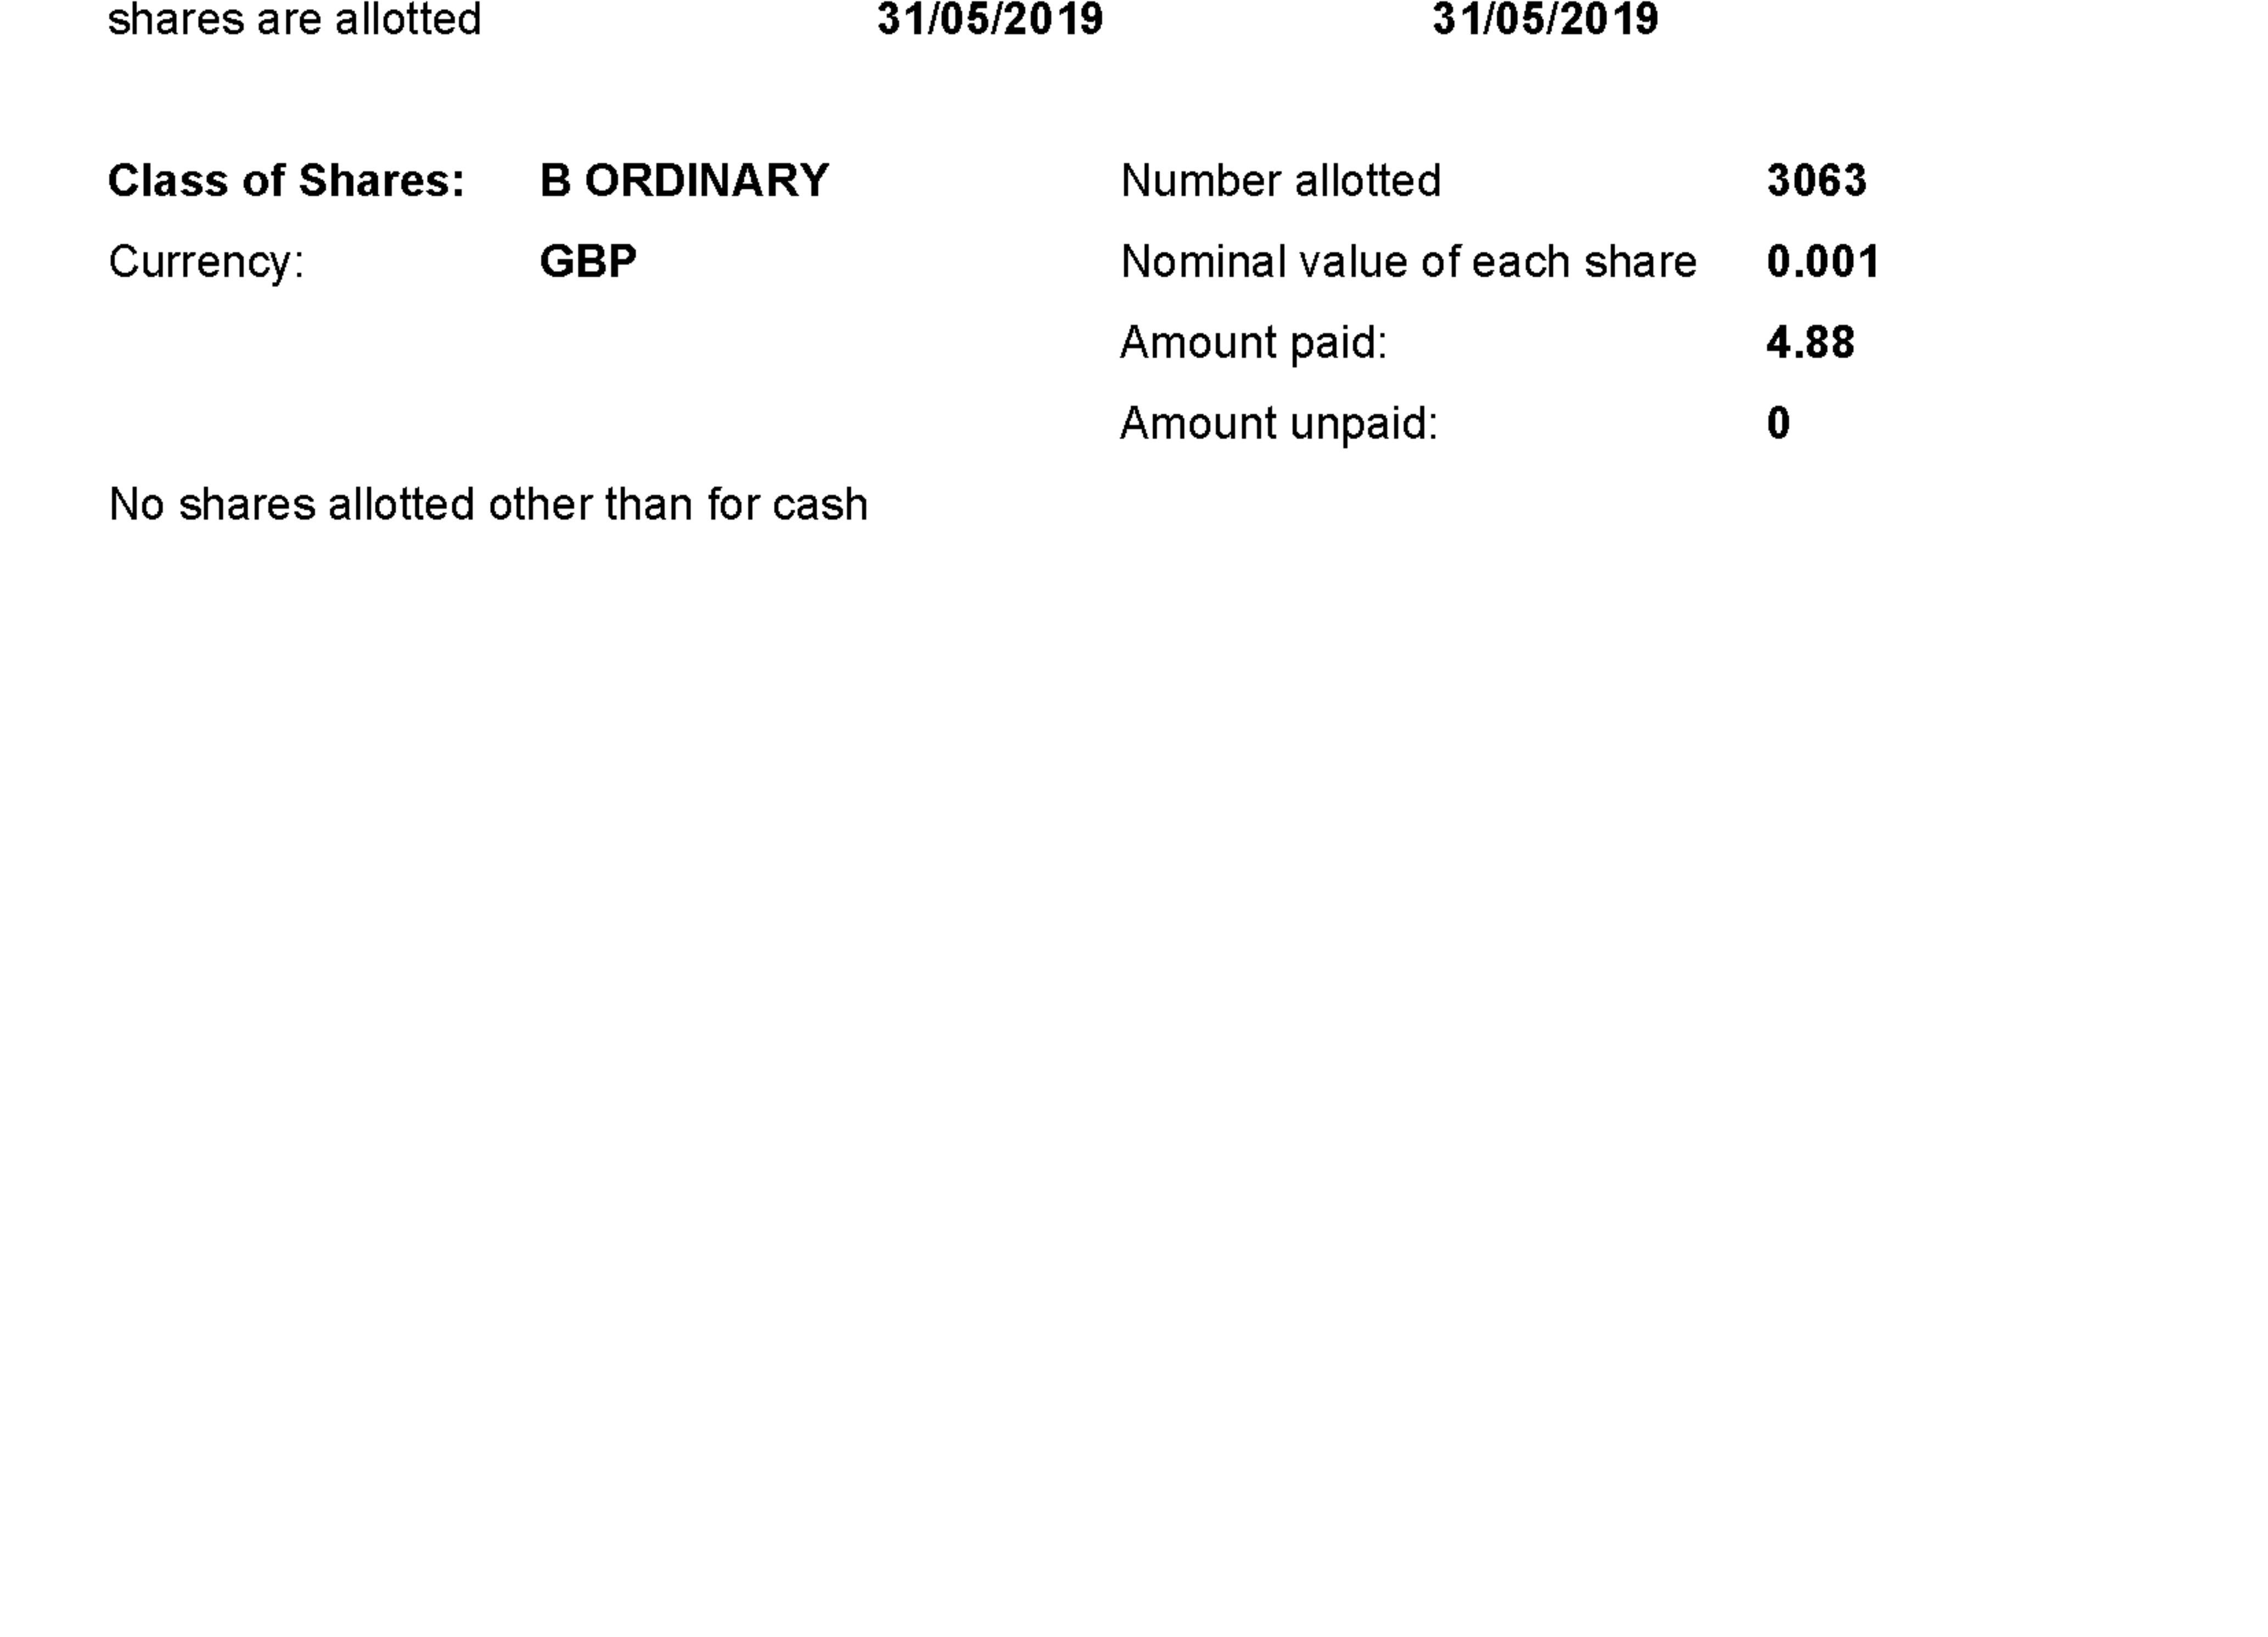 shares are allotted 31/05/2019 31/05/2019
Class of Shares: B ORDINARY Number allotted 3063
Currency: GBP Nominal value of each share 0.001
Amount paid: 4.88
Amount unpaid: 0
No shares allotted other than for cash